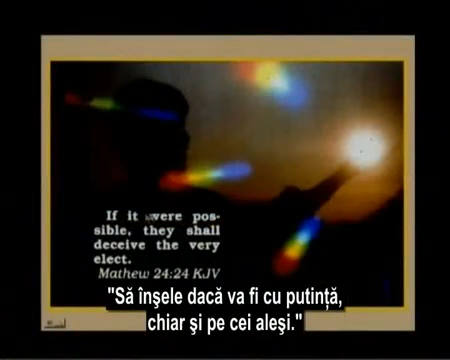 If it were pos-
sible, they shall
deceive the very
elect.
Mathew 24:24 KJV
"Să înşele dacă va fi cu putinţă,
chiar şi pe cei aleşi."